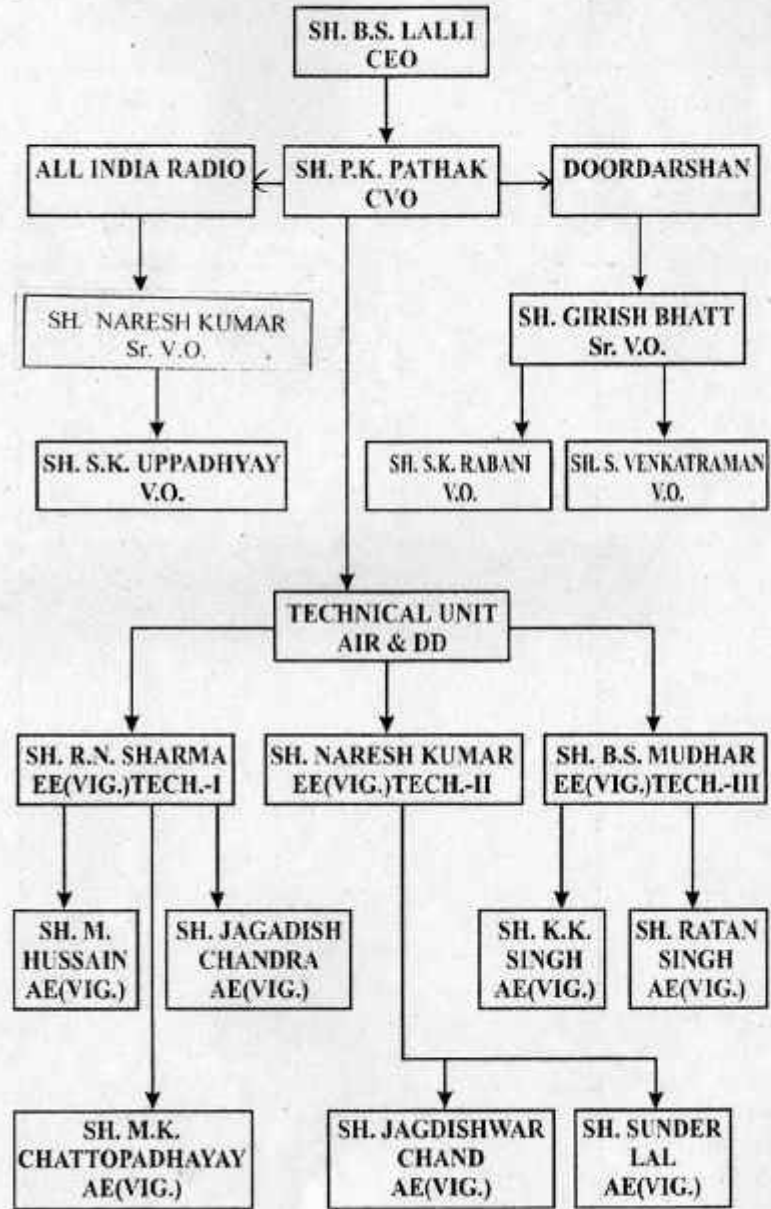 SH. B.S. LALLI
CEO
ALL INDIA RADIO
SH. P.K. PATHAK
CVO
DOORDARSHAN
SH. NARESH KUMAR
Sr. V.O.
SH. GIRISH BHATT
Sr. V.O.
SH. S.K. UPPADHYAY
V.O.
SH. S.K. RABANI
V.O.
SH. S. VENKATRAMAN
V.O.
TECHNICAL UNIT
AIR & DD
SH. R.N. SHARMA
EE(VIG.)TECH.-I
SH. NARESH KUMAR
EE(VIG.)TECH.-II
SH. B.S. MUDHAR
EE(VIG.)TECH.-III
SH. M.
HUSSAIN
AE(VIG.)
SH. JAGADISH
CHANDRA
AE(VIG.)
SH. K.K.
SINGH
AE(VIG.)
SH. RATAN
SINGH
AE(VIG.)
SH. M.K.
CHATTOPADHAYAY
AE(VIG.)
SH. JAGDISHWAR
CHAND
AE(VIG.)
SH. SUNDER
LAL
AE(VIG.)